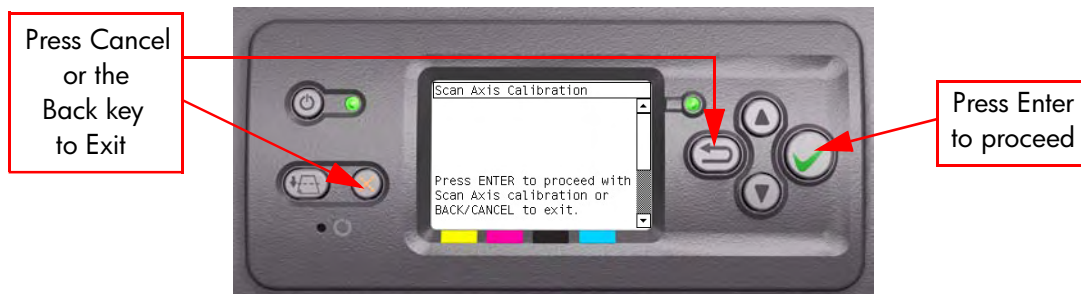 Press Cancel
or the
Back key
to Exit
Scan Axis Calibration
Press ENTER to proceed with
Scan Axis calibration or
BACK/CANCEL to exit.
Press Enter
to proceed